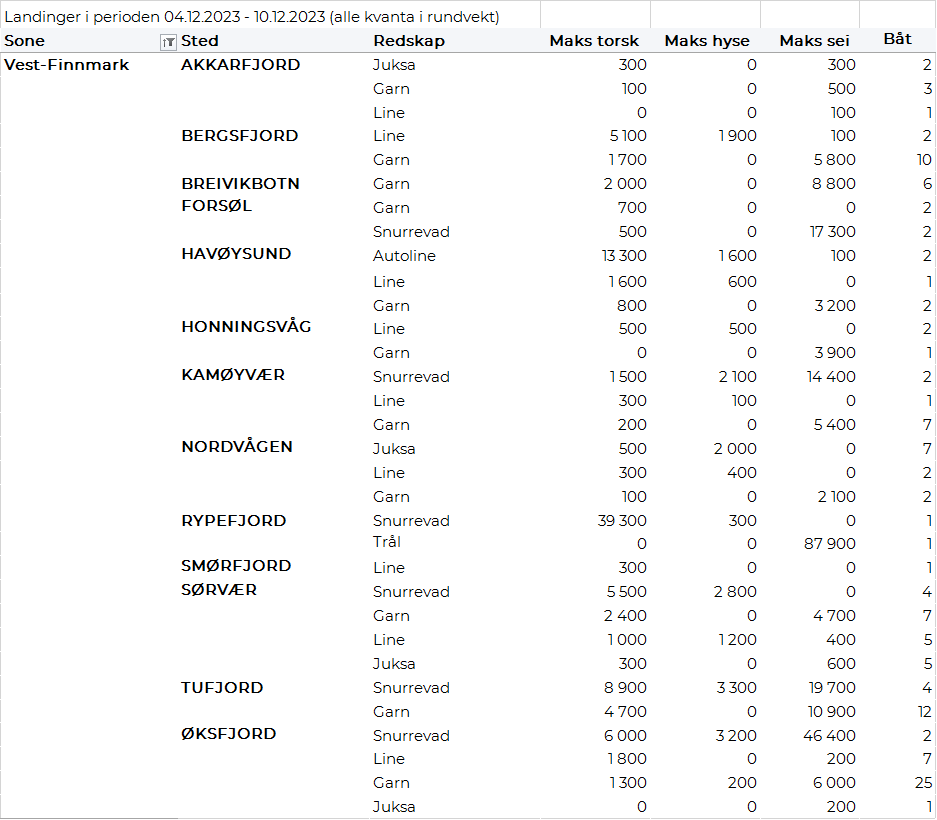 Landinger i perioden 04.12.2023 - 10.12.2023 (alle kvanta i rundvekt)
Sone Sted Redskap Maks torsk Maks hyse Maks sei Båt
Vest-Finnmark AKKARFJORD Juksa 300 0 300 2
Garn 100 0 500 3
Line 0 0 100 1
BERGSFJORD Line 5 100 1 900 100 2
Garn 1 700 0 5 800 10
BREIVIKBOTN Garn 2 000 0 8 800 6
FORSØL Garn 700 0 0 2
Snurrevad 500 0 17 300 2
HAVØYSUND Autoline 13 300 1 600 100 2
Line 1 600 600 0 1
Garn 800 0 3 200 2
HONNINGSVÅG Line 500 500 0 2
Garn 0 0 3 900 1
KAMØYVÆR Snurrevad 1 500 2 100 14 400 2
Line 300 100 0 1
Garn 200 0 5 400 7
NORDVÅGEN Juksa 500 2 000 0 7
Line 300 400 0 2
Garn 100 0 2 100 2
RYPEFJORD Snurrevad 39 300 300 0 1
Trål 0 0 87 900 1
SMØRFJORD Line 300 0 0 1
SØRVÆR Snurrevad 5 500 2 800 0 4
Garn 2 400 0 4 700 7
Line 1 000 1 200 400 5
Juksa 300 0 600 5
TUFJORD Snurrevad 8 900 3 300 19 700 4
Garn 4 700 0 10 900 12
ØKSFJORD Snurrevad 6 000 3 200 46 400 2
Line 1 800 0 200 7
Garn 1 300 200 6 000 25
Juksa 0 0 200 1